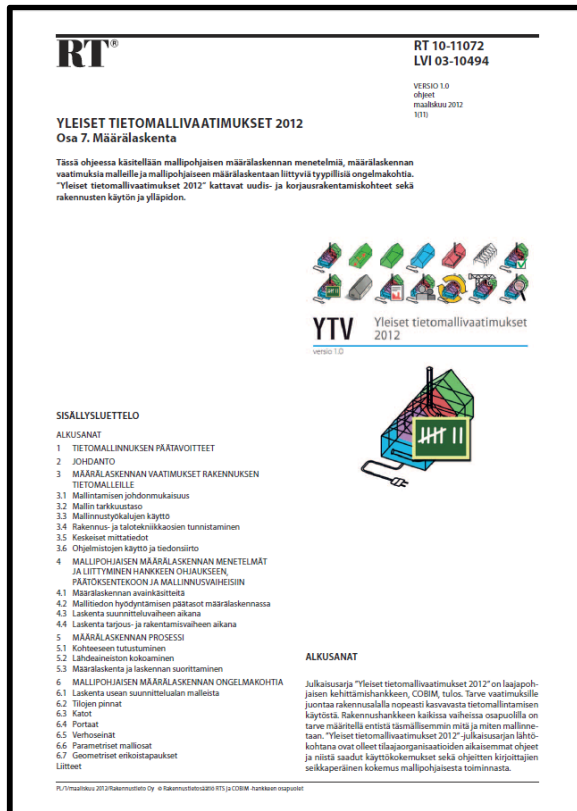 RT®
RT 10-11072
LVI 03-10494
VERSIO 1.0
ohjeet
maaliskuu 2012
1(11)
YLEISET TIETOMALLIVAATIMUKSET 2012
Osa 7. Määrälaskenta
Tässä ohjeessa käsitellään mallipohjaisen määrälaskennan menetelmiä, määrälaskennan
vaatimuksia malleille ja mallipohjaiseen määrälaskentaan liittyviä tyypillisiä ongelmakohtia.
"Yleiset tietomallivaatimukset 2012" kattavat uudis- ja korjausrakentamiskohteet sekä
rakennusten käytön ja ylläpidon.
YTV Yleiset tietomallivaatimukset
2012
versio 1.0
SISÄLLYSLUETTELO
ALKUSANAT
1 TIETOMALLINNUKSEN PÄÄTAVOITTEET
2 JOHDANTO
3 MÄÄRÄLASKENNAN VAATIMUKSET RAKENNUKSEN
TIETOMALLEILLE
3.1 Mallintamisen johdonmukaisuus
3.2 Mallin tarkkuustaso
3.3 Mallinnustyökalujen käyttö
3.4 Rakennus- ja talotekniikkaosien tunnistaminen
3.5 Keskeiset mittatiedot
3.6 Ohjelmistojen käyttö ja tiedonsiirto
4 MALLIPOHJAISEN MÄÄRÄLASKENNAN MENETELMÄT
JA LIITTYMINEN HANKKEEN OHJAUKSEEN,
PÄÄTÖKSENTEKOON JA MALLINNUSVAIHEISIIN
4.1 Määrälaskennan avainkäsitteitä
4.2 Mallitiedon hyödyntämisen päätasot määrälaskennassa
4.3 Laskenta suunnitteluvaiheen aikana
4.4 Laskenta tarjous- ja rakentamisvaiheen aikana
5 MÄÄRÄLASKENNAN PROSESSI
5.1 Kohteeseen tutustuminen
5.2 Lähdeaineiston kokoaminen
5.3 Määrälaskenta ja laskennan suorittaminen
6 MALLIPOHJAISEN MÄÄRÄLASKENNAN ONGELMAKOHTIA
6.1 Laskenta usean suunnittelualan malleista
6.2 Tilojen pinnat
6.3 Katot
6.4 Portaat
6.5 Verhoseinät
6.6 Parametriset malliosat
6.7 Geometriset erikoistapaukset
Liitteet
ALKUSANAT
Julkaisusarja "Yleiset tietomallivaatimukset 2012" on laajapoh-
jaisen kehittämishankkeen, COBIM, tulos. Tarve vaatimuksille
juontaa rakennusalalla nopeasti kasvavasta tietomallintamisen
käytöstä. Rakennushankkeen kaikissa vaiheissa osapuolilla on
tarve määritellä entistä täsmällisemmin mitä ja miten mallinne-
taan. "Yleiset tietomallivaatimukset 2012" -julkaisusarjan lähtö-
kohtana ovat olleet tilaajaorganisaatioiden aikaisemmat ohjeet
ja niistä saadut käyttökokemukset sekä ohjeitten kirjoittajien
seikkaperäinen kokemus mallipohjaisesta toiminnasta.
PL/1/maaliskuu 2012/Rakennustieto Oy © Rakennustietosäätiö RTS ja COBIM -hankkeen osapuolet